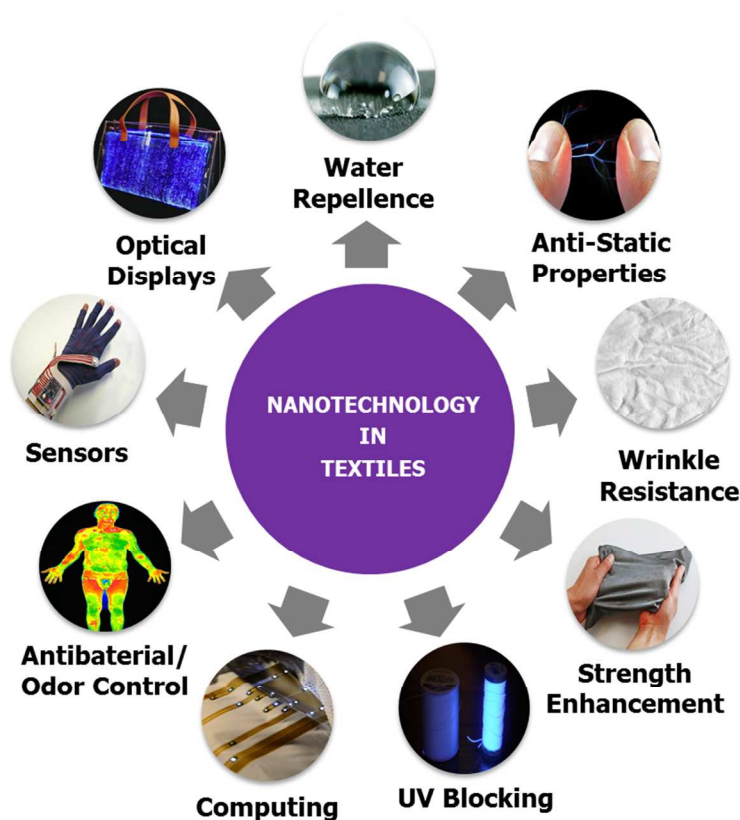 Water
Repellence
Anti-Static
Properties
Wrinkle
Resistance
Strength
Enhancement
UV Blocking
Computing
Antibaterial/
Odor Control
Sensors
Optical
Displays
NANOTECHNOLOGY
IN
TEXTILES